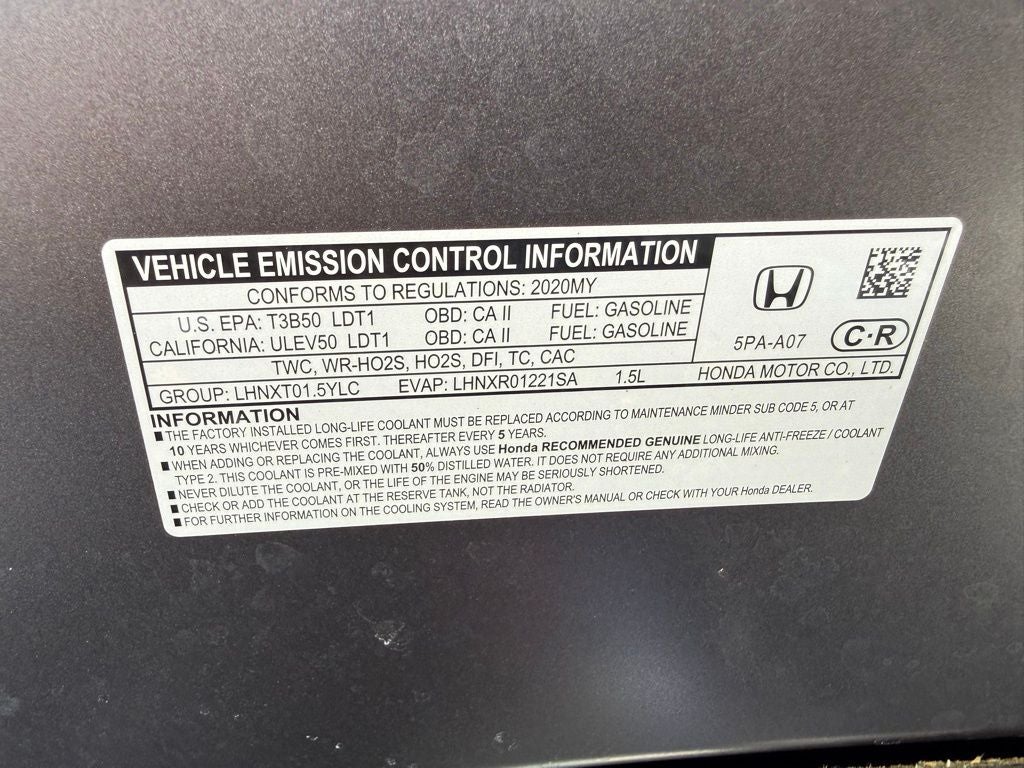 VEHICLE EMISSION CONTROL INFORMATION
CONFORMS TO REGULATIONS: 2020MY
U.S. EPA: T3B50 LDT1 OBD: CA II FUEL: GASOLINE
CALIFORNIA: ULEV50 LDT1 OBD: CA II FUEL: GASOLINE
TWC, WR-HO2S, HO2S, DFI, TC, CAC
GROUP: LHNXT01.5YLC EVAP: LHNXR01221SA 1.5L
5PA-A07
C·R
HONDA MOTOR CO., LTD.
INFORMATION
■ THE FACTORY INSTALLED LONG-LIFE COOLANT MUST BE REPLACED ACCORDING TO MAINTENANCE MINDER SUB CODE 5, OR AT
10 YEARS WHICHEVER COMES FIRST. THEREAFTER EVERY 5 YEARS.
■ WHEN ADDING OR REPLACING THE COOLANT, ALWAYS USE Honda RECOMMENDED GENUINE LONG-LIFE ANTI-FREEZE / COOLANT
TYPE 2. THIS COOLANT IS PRE-MIXED WITH 50% DISTILLED WATER. IT DOES NOT REQUIRE ANY ADDITIONAL MIXING.
■ NEVER DILUTE THE COOLANT, OR THE LIFE OF THE ENGINE MAY BE SERIOUSLY SHORTENED.
■ CHECK OR ADD THE COOLANT AT THE RESERVE TANK, NOT THE RADIATOR.
■ FOR FURTHER INFORMATION ON THE COOLING SYSTEM, READ THE OWNER'S MANUAL OR CHECK WITH YOUR Honda DEALER.